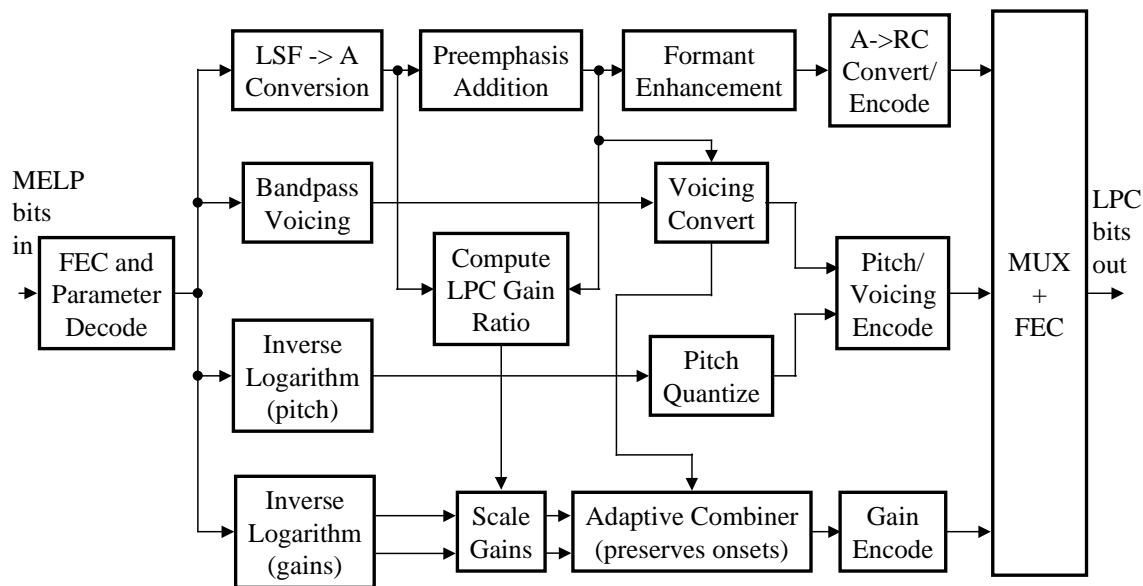 LSF -> A
Conversion
Preemphasis
Addition
Formant
Enhancement
A->RC
Convert/
Encode
MELP
bits
in
Bandpass
Voicing
Voicing
Convert
LPC
bits
out
FEC and
Parameter
Decode
Compute
LPC Gain
Ratio
Pitch/
Voicing
Encode
MUX
+
FEC
Inverse
Logarithm
(pitch)
Pitch
Quantize
Inverse
Logarithm
(gains)
Scale
Gains
Adaptive Combiner
(preserves onsets)
Gain
Encode